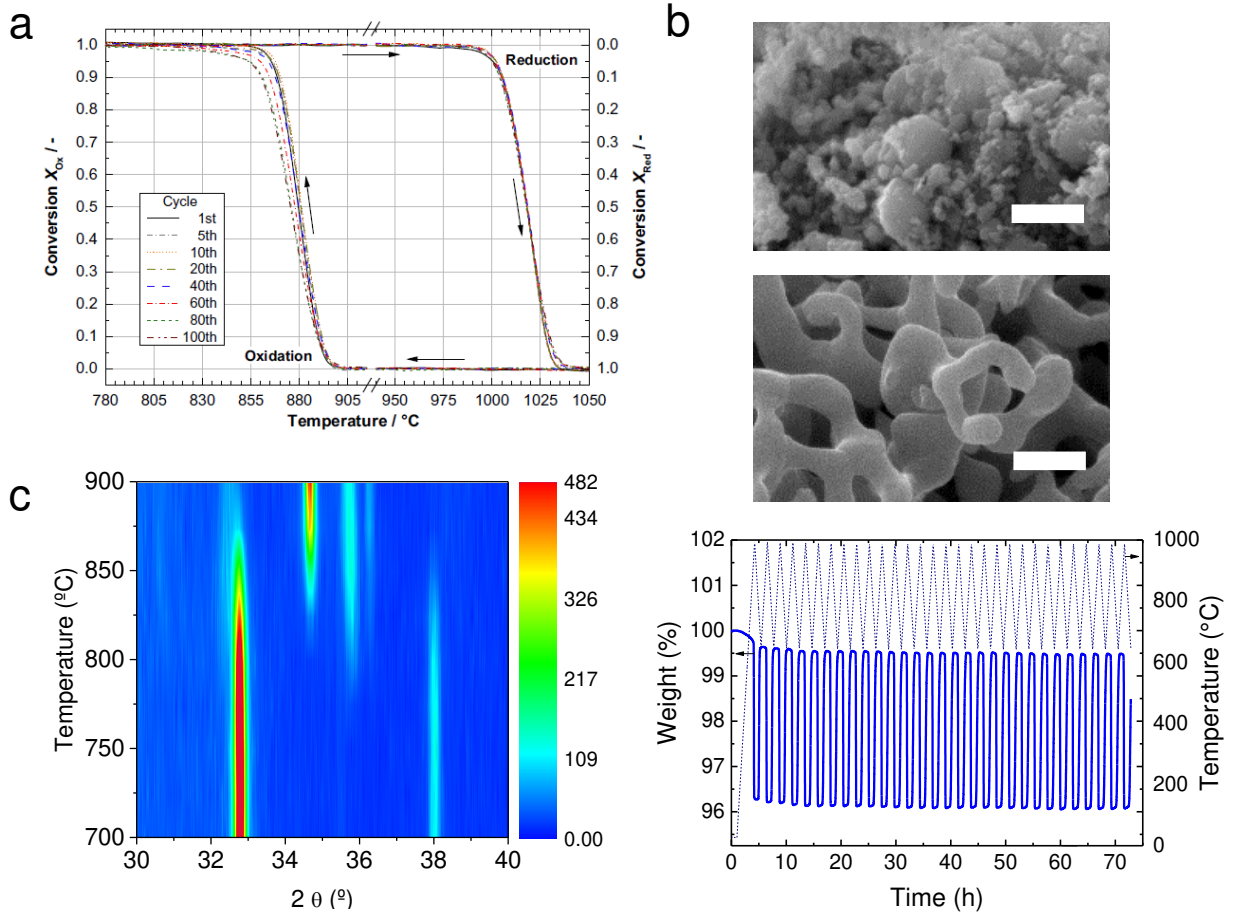 a
Conversion X_Ox / -
1.0
0.9
0.8
0.7
0.6
0.5
0.4
0.3
0.2
0.1
0.0
Reduction
Cycle
1st
5th
10th
20th
40th
60th
80th
100th
Oxidation
0.0
0.1
0.2
0.3
0.4
0.5
0.6
0.7
0.8
0.9
1.0
Conversion X_Red / -
780 805 830 855 880 905 950 975 1000 1025 1050
Temperature / °C
b
c
Temperature (ºC)
900
850
800
750
700
30 32 34 36 38 40
2 θ (º)
482
434
326
217
109
0.00
Weight (%)
102
101
100
99
98
97
96
0 10 20 30 40 50 60 70
Time (h)
1000
800
600
400
200
0
Temperature (°C)